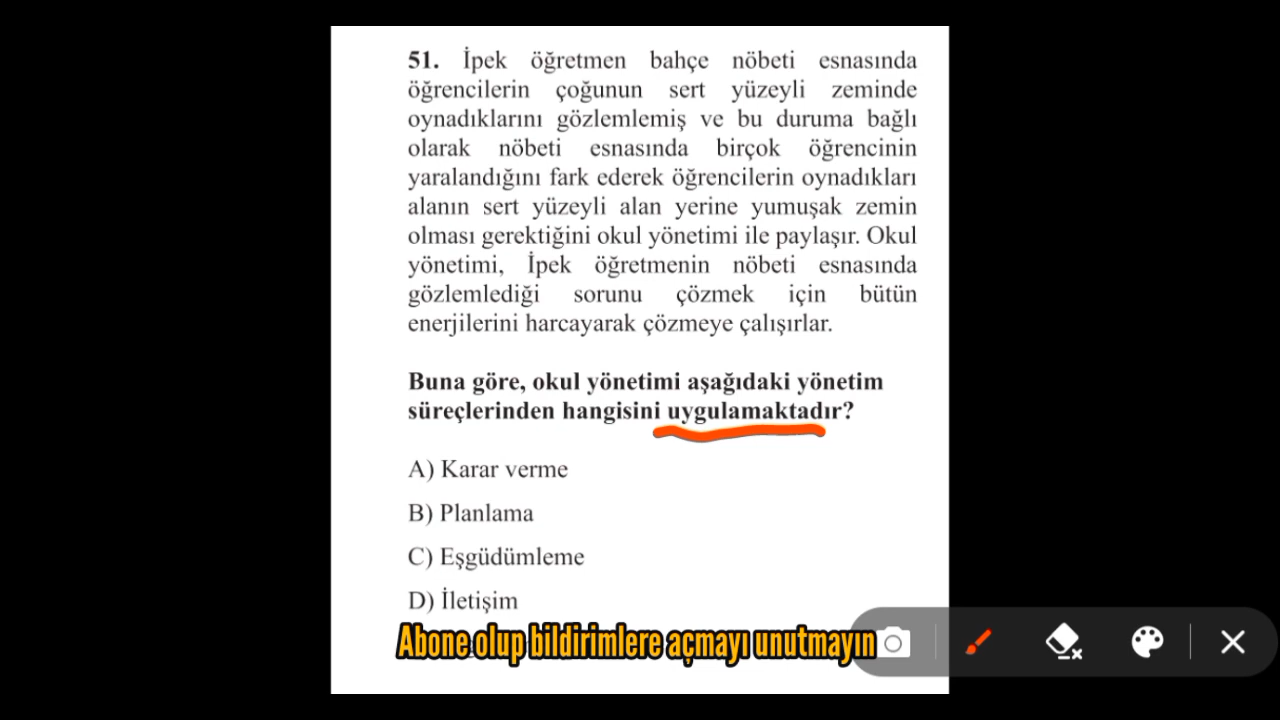 51. İpek öğretmen bahçe nöbeti esnasında
öğrencilerin çoğunun sert yüzeyli zeminde
oynadıklarını gözlemlemiş ve bu duruma bağlı
olarak nöbeti esnasında birçok öğrencinin
yaralandığını fark ederek öğrencilerin oynadıkları
alanın sert yüzeyli alan yerine yumuşak zemin
olması gerektiğini okul yönetimi ile paylaşır. Okul
yönetimi, İpek öğretmenin nöbeti esnasında
gözlemlediği sorunu çözmek için bütün
enerjilerini harcayarak çözmeye çalışırlar.
Buna göre, okul yönetimi aşağıdaki yönetim
süreçlerinden hangisini uygulamaktadır?
A) Karar verme
B) Planlama
C) Eşgüdümleme
D) İletişim
Abone olup bildirimlere açmayı unutmayın